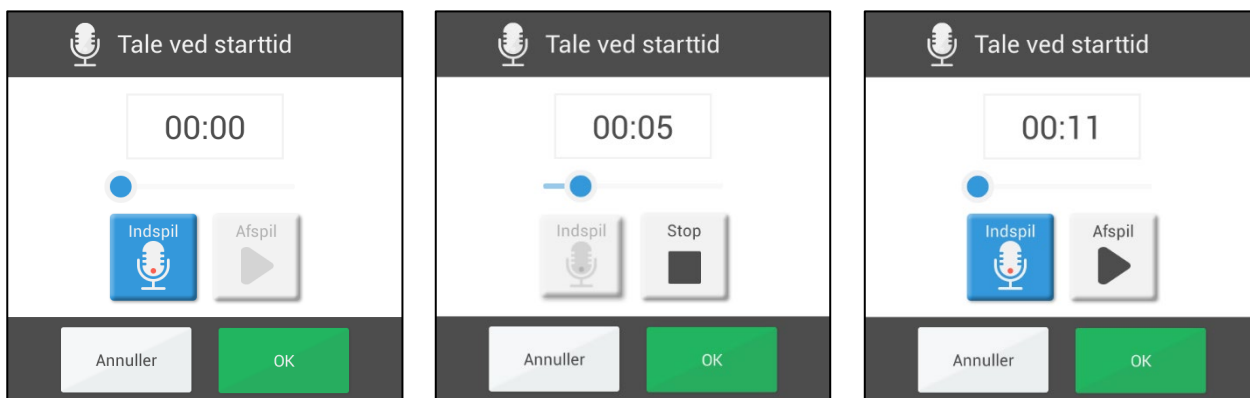 Tale ved starttid
00:00
Indspil
Afspil
Annuller
OK
Tale ved starttid
00:05
Indspil
Stop
Annuller
OK
Tale ved starttid
00:11
Indspil
Afspil
Annuller
OK